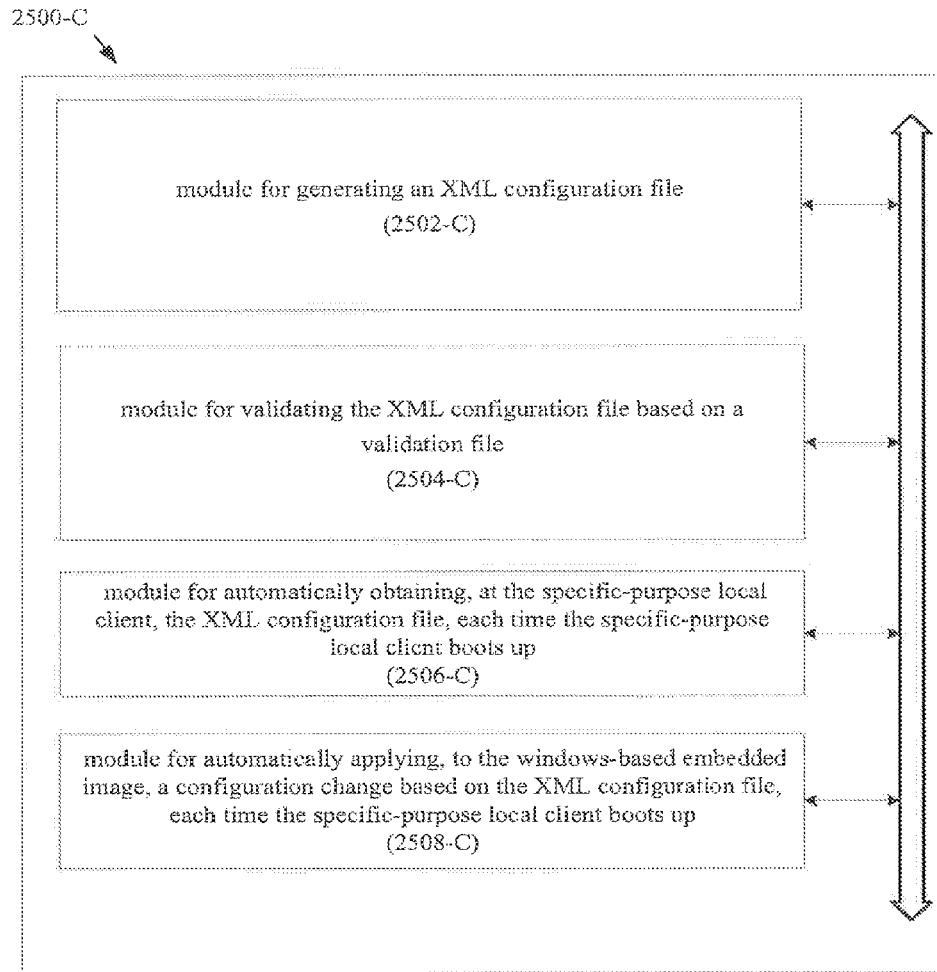 2500-C
module for generating an XML configuration file
(2502-C)
module for validating the XML configuration file based on a
validation file
(2504-C)
module for automatically obtaining, at the specific-purpose local
client, the XML configuration file, each time the specific-purpose
local client boots up
(2506-C)
module for automatically applying, to the windows-based embedded
image, a configuration change based on the XML configuration file,
each time the specific-purpose local client boots up
(2508-C)